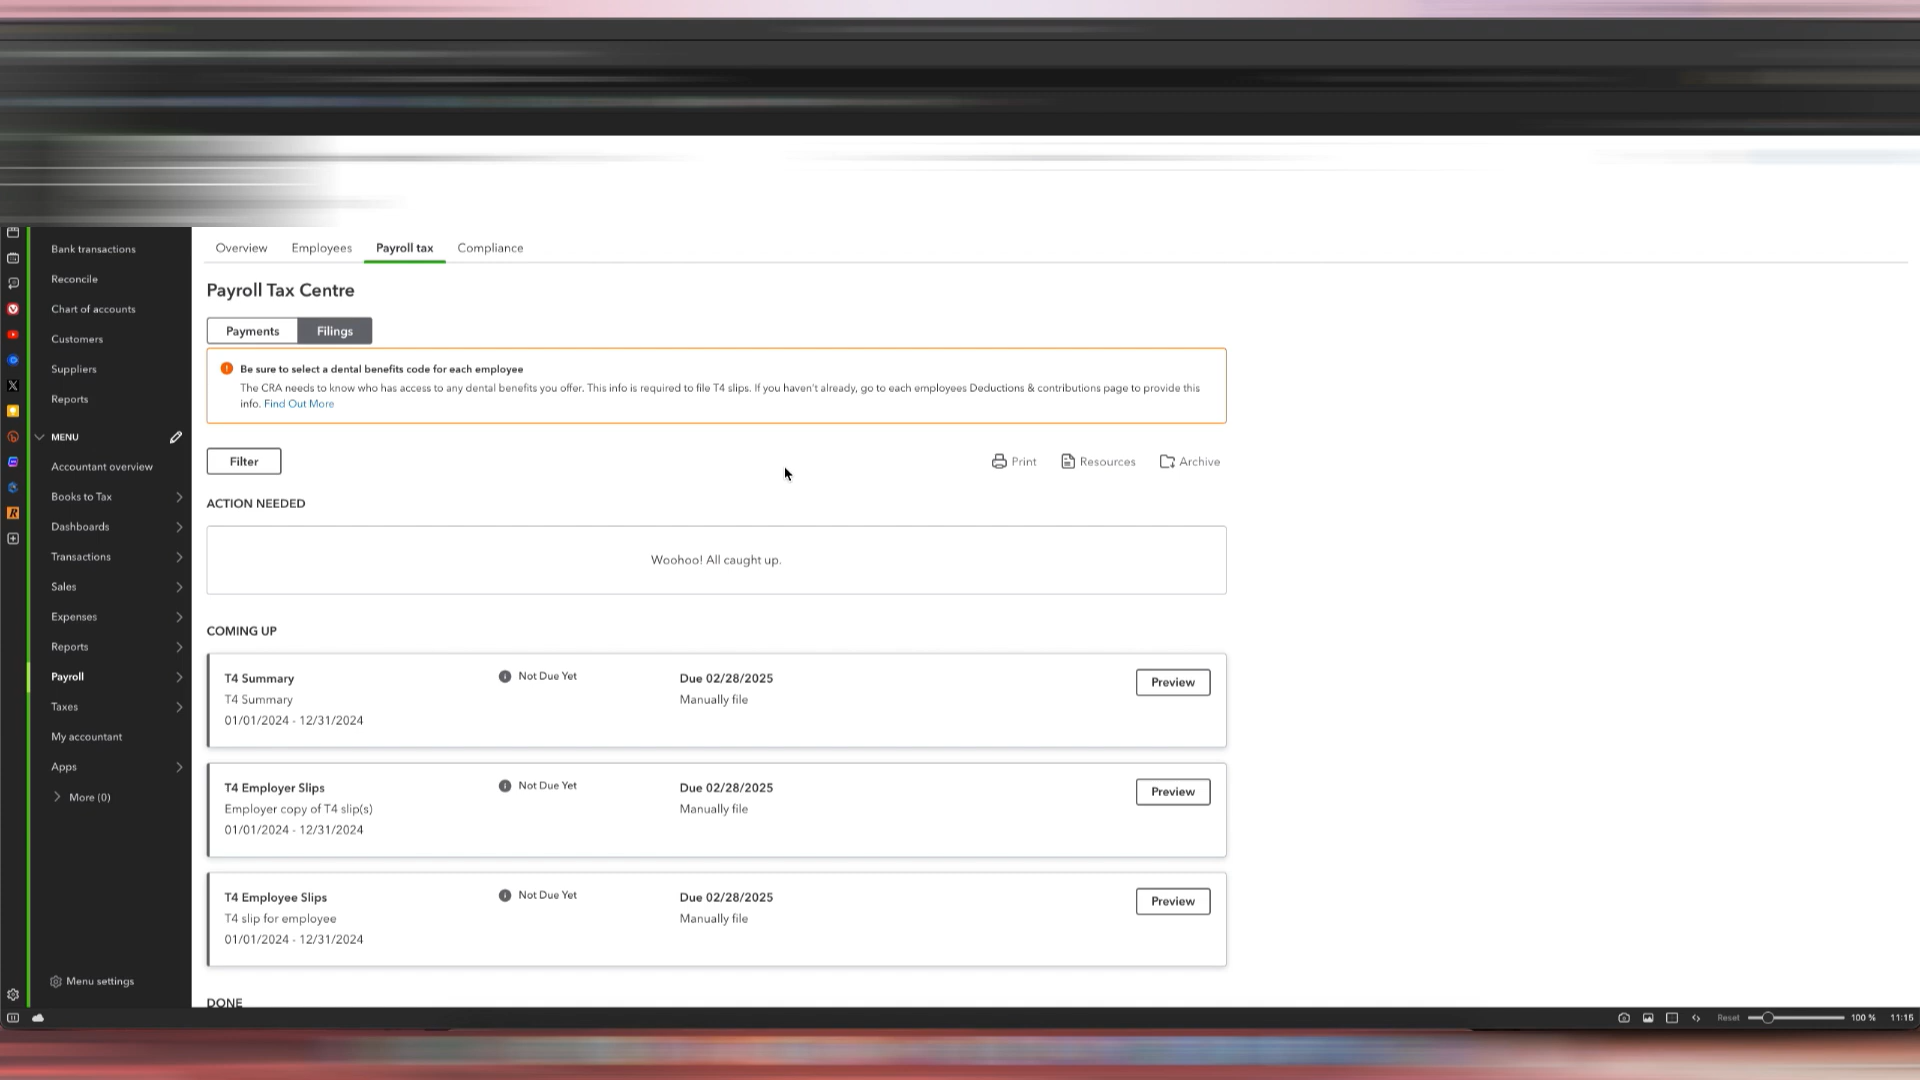 Overview Employees Payroll tax Compliance
Bank transactions
Reconcile
Chart of accounts
Customers
Suppliers
Reports
MENU
Accountant overview
Books to Tax
Dashboards
Transactions
Sales
Expenses
Reports
Payroll
Taxes
My accountant
Apps
More (0)
Menu settings
Payroll Tax Centre
Payments Filings
Be sure to select a dental benefits code for each employee
The CRA needs to know who has access to any dental benefits you offer. This info is required to file T4 slips. If you haven't already, go to each employees Deductions & contributions page to provide this
info. Find Out More
Filter Print Resources Archive
ACTION NEEDED
Woohoo! All caught up.
COMING UP
T4 Summary Not Due Yet Due 02/28/2025 Preview
T4 Summary Manually file
01/01/2024 - 12/31/2024
T4 Employer Slips Not Due Yet Due 02/28/2025 Preview
Employer copy of T4 slip(s) Manually file
01/01/2024 - 12/31/2024
T4 Employee Slips Not Due Yet Due 02/28/2025 Preview
T4 slip for employee Manually file
01/01/2024 - 12/31/2024
DONE
Reset 100 % 11:15